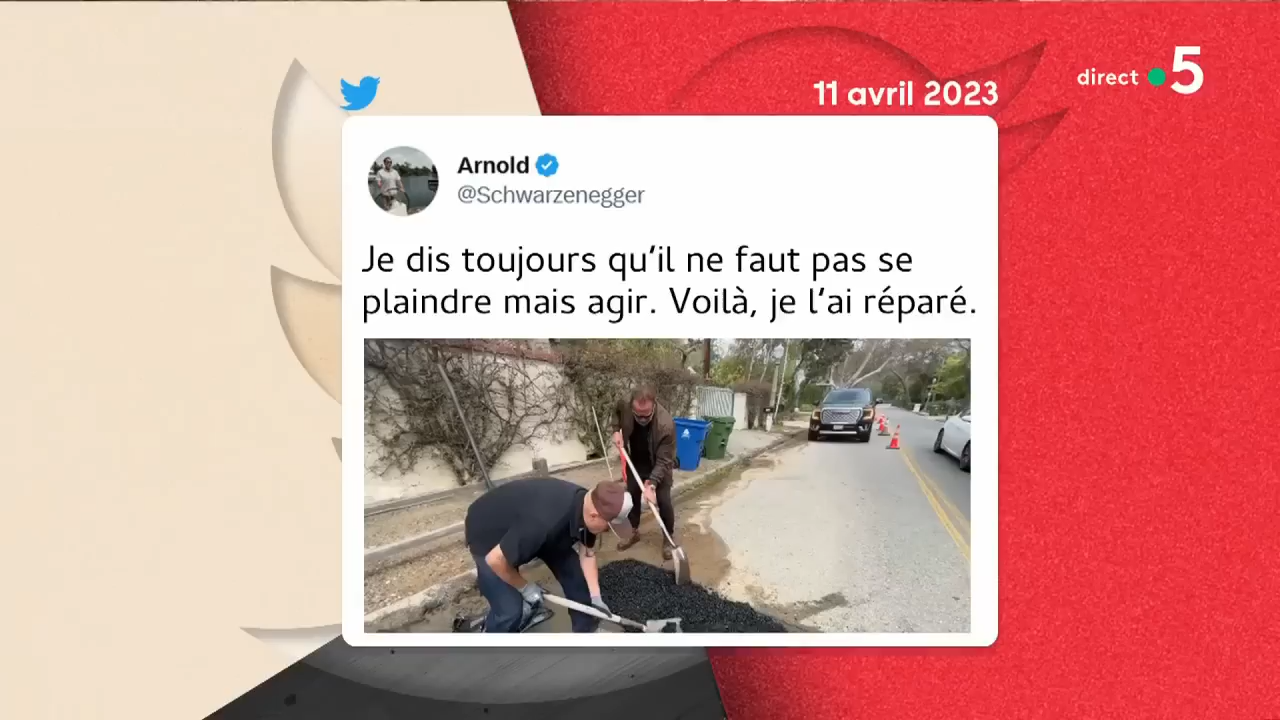 11 avril 2023
direct 5
Arnold
@Schwarzenegger
Je dis toujours qu'il ne faut pas se
plaindre mais agir. Voilà, je l'ai réparé.